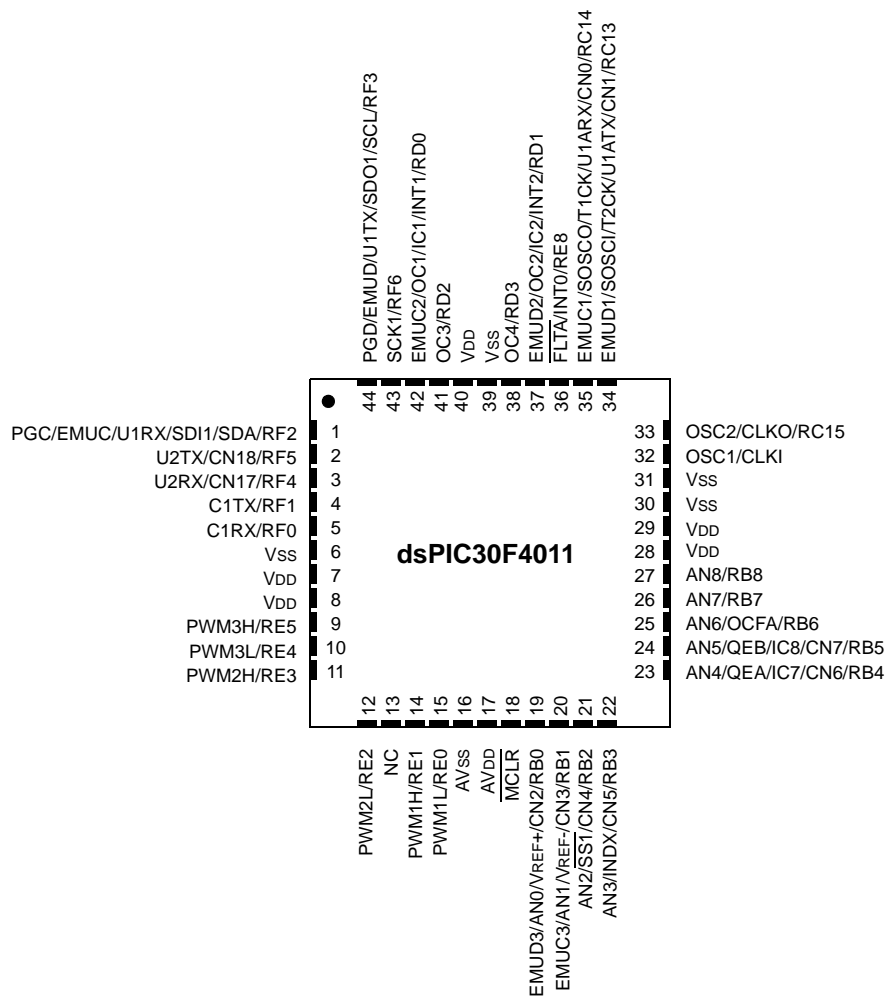 PGD/EMUD/U1TX/SDO1/SCL/RF3
SCK1/RF6
EMUC2/OC1/IC1/INT1/RD0
OC3/RD2
VDD
VSS
OC4/RD3
EMUD2/OC2/IC2/INT2/RD1
FLTA/INT0/RE8
EMUC1/SOSCO/T1CK/U1ARX/CN0/RC14
EMUD1/SOSCI/T2CK/U1ATX/CN1/RC13
44
43
42
41
40
39
38
37
36
35
34
PGC/EMUC/U1RX/SDI1/SDA/RF2 1
U2TX/CN18/RF5 2
U2RX/CN17/RF4 3
C1TX/RF1 4
C1RX/RF0 5
VSS 6
VDD 7
VDD 8
PWM3H/RE5 9
PWM3L/RE4 10
PWM2H/RE3 11
dsPIC30F4011
33 OSC2/CLKO/RC15
32 OSC1/CLKI
31 VSS
30 VSS
29 VDD
28 VDD
27 AN8/RB8
26 AN7/RB7
25 AN6/OCFA/RB6
24 AN5/QEB/IC8/CN7/RB5
23 AN4/QEA/IC7/CN6/RB4
12
13
14
15
16
17
18
19
20
21
22
PWM2L/RE2
NC
PWM1H/RE1
PWM1L/RE0
AVSS
AVDD
MCLR
EMUD3/AN0/VREF+/CN2/RB0
EMUC3/AN1/VREF-/CN3/RB1
AN2/SS1/CN4/RB2
AN3/INDX/CN5/RB3